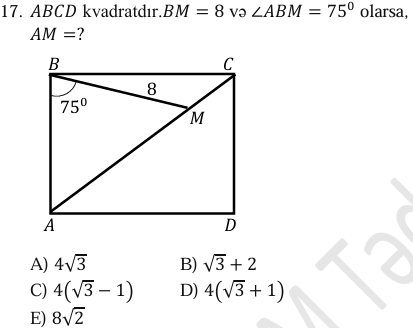 17. ABCD kvadratdır.BM = 8 və ∠ABM = 75⁰ olarsa,
AM =?
B
C
8
75⁰
M
A
D
A) 4√3
B) √3 + 2
C) 4(√3 − 1)
D) 4(√3 + 1)
E) 8√2